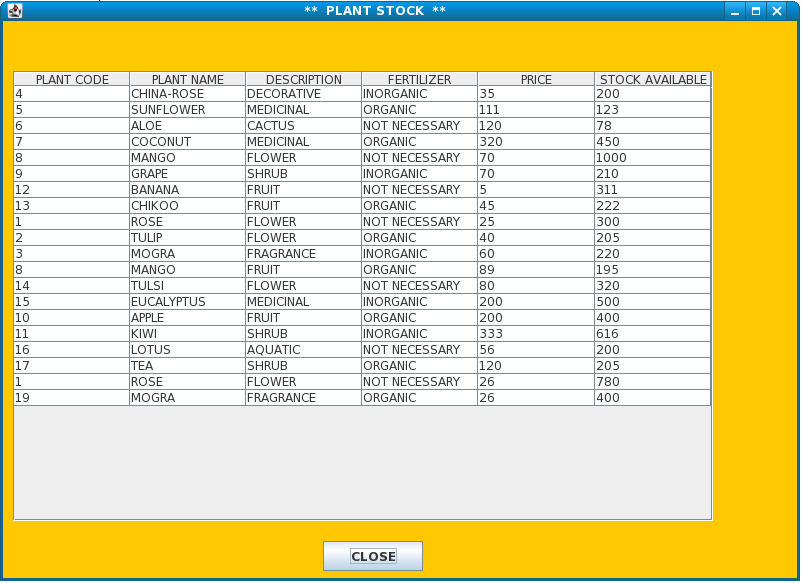 ** PLANT STOCK **
PLANT CODE PLANT NAME DESCRIPTION FERTILIZER PRICE STOCK AVAILABLE
4 CHINA-ROSE DECORATIVE INORGANIC 35 200
5 SUNFLOWER MEDICINAL ORGANIC 111 123
6 ALOE CACTUS NOT NECESSARY 120 78
7 COCONUT MEDICINAL ORGANIC 320 450
8 MANGO FLOWER NOT NECESSARY 70 1000
9 GRAPE SHRUB INORGANIC 70 210
12 BANANA FRUIT NOT NECESSARY 5 311
13 CHIKOO FRUIT ORGANIC 45 222
1 ROSE FLOWER NOT NECESSARY 25 300
2 TULIP FLOWER ORGANIC 40 205
3 MOGRA FRAGRANCE INORGANIC 60 220
8 MANGO FRUIT ORGANIC 89 195
14 TULSI FLOWER NOT NECESSARY 80 320
15 EUCALYPTUS MEDICINAL INORGANIC 200 500
10 APPLE FRUIT ORGANIC 200 400
11 KIWI SHRUB INORGANIC 333 616
16 LOTUS AQUATIC NOT NECESSARY 56 200
17 TEA SHRUB ORGANIC 120 205
1 ROSE FLOWER NOT NECESSARY 26 780
19 MOGRA FRAGRANCE ORGANIC 26 400
CLOSE